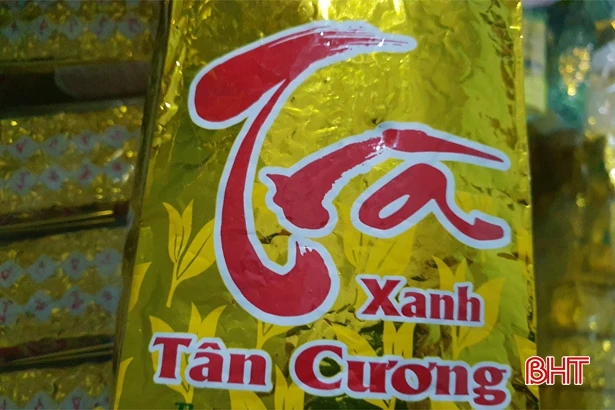 Trà
Xanh
Tân Cương
BHT